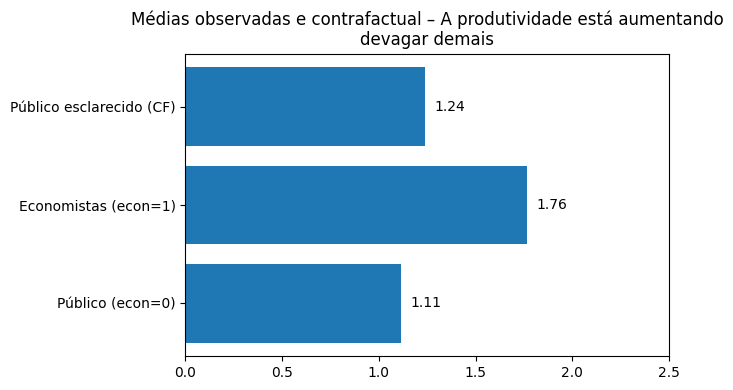 Médias observadas e contrafactual – A produtividade está aumentando
devagar demais
Público esclarecido (CF)
1.24
Economistas (econ=1)
1.76
Público (econ=0)
1.11
0.0 0.5 1.0 1.5 2.0 2.5